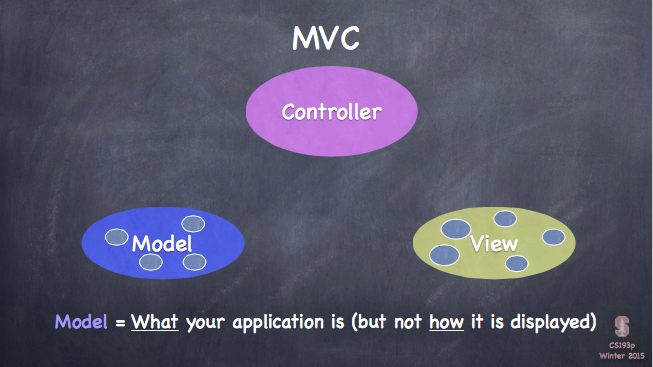 MVC
Controller
Model
View
Model = What your application is (but not how it is displayed)
CS193p
Winter 2015